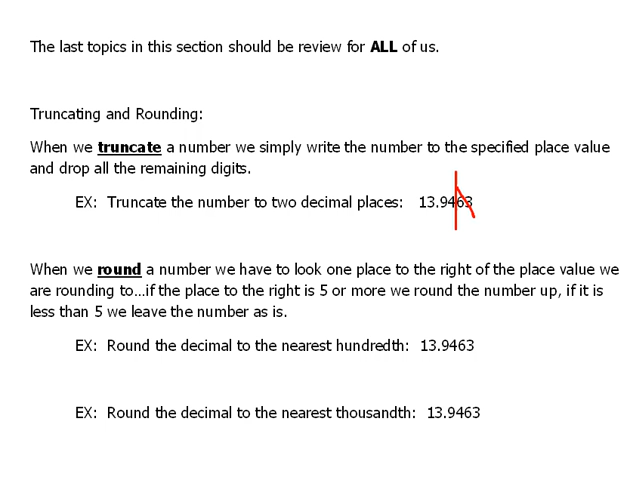 The last topics in this section should be review for ALL of us.
Truncating and Rounding:
When we truncate a number we simply write the number to the specified place value
and drop all the remaining digits.
EX: Truncate the number to two decimal places: 13.9463
When we round a number we have to look one place to the right of the place value we
are rounding to...if the place to the right is 5 or more we round the number up, if it is
less than 5 we leave the number as is.
EX: Round the decimal to the nearest hundredth: 13.9463
EX: Round the decimal to the nearest thousandth: 13.9463